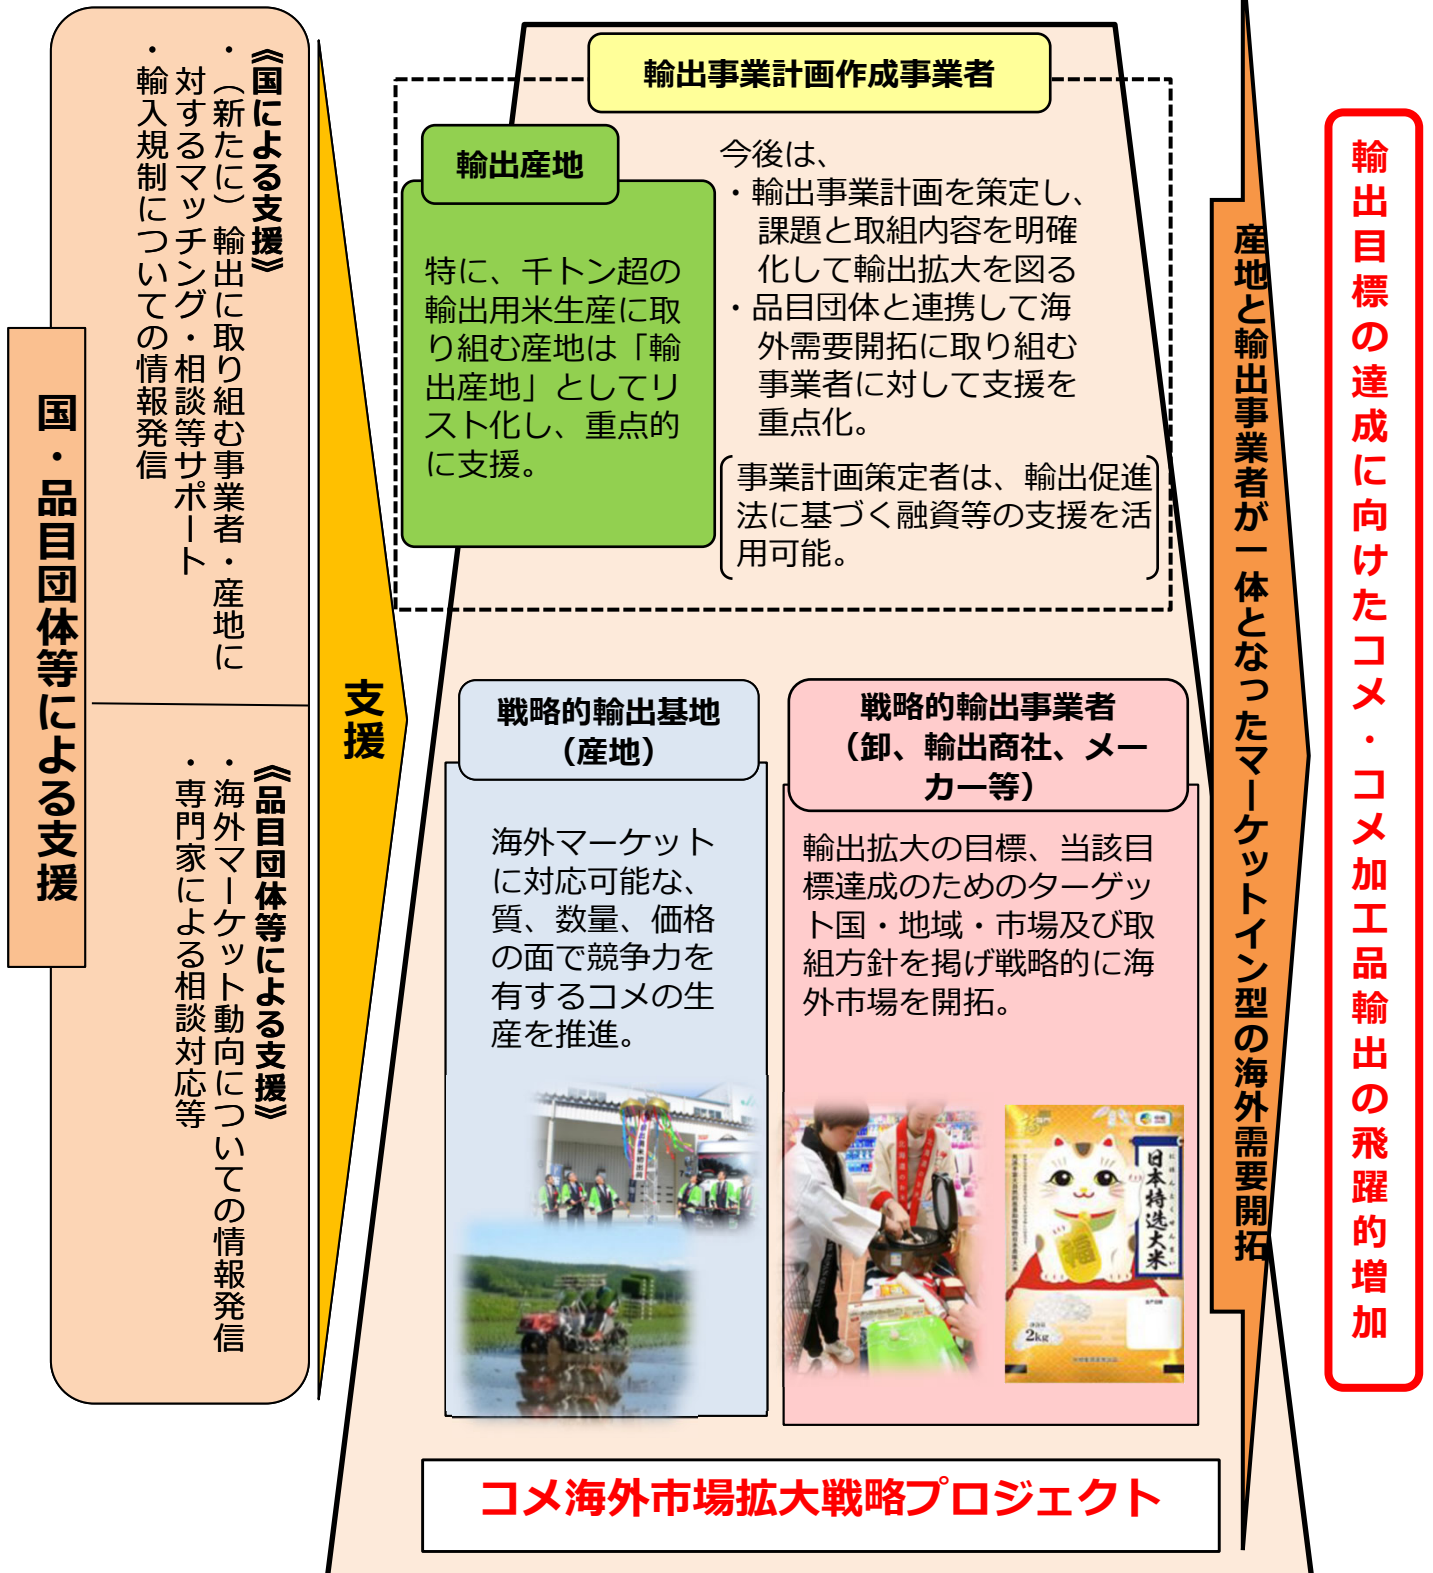 国・品目団体等による支援
《国による支援》
・（新たに）輸出に取り組む事業者・産地に
対するマッチング・相談等サポート
・輸入規制についての情報発信
《品目団体等による支援》
・海外マーケット動向についての情報発信
・専門家による相談対応等
支援
輸出事業計画作成事業者
輸出産地
特に、千トン超の
輸出用米生産に取
り組む産地は「輸
出産地」としてリ
スト化し、重点的
に支援。
今後は、
・輸出事業計画を策定し、
課題と取組内容を明確
化して輸出拡大を図る
・品目団体と連携して海
外需要開拓に取り組む
事業者に対して支援を
重点化。
事業計画策定者は、輸出促進
法に基づく融資等の支援を活
用可能。
戦略的輸出基地
（産地）
海外マーケット
に対応可能な、
質、数量、価格
の面で競争力を
有するコメの生
産を推進。
戦略的輸出事業者
（卸、輸出商社、メー
カー等）
輸出拡大の目標、当該目
標達成のためのターゲッ
ト国・地域・市場及び取
組方針を掲げ戦略的に海
外市場を開拓。
日本特选大米
にほんとくせんまい
福
2kg
コメ海外市場拡大戦略プロジェクト
産地と輸出事業者が一体となったマーケットイン型の海外需要開拓
輸出目標の達成に向けたコメ・コメ加工品輸出の飛躍的増加